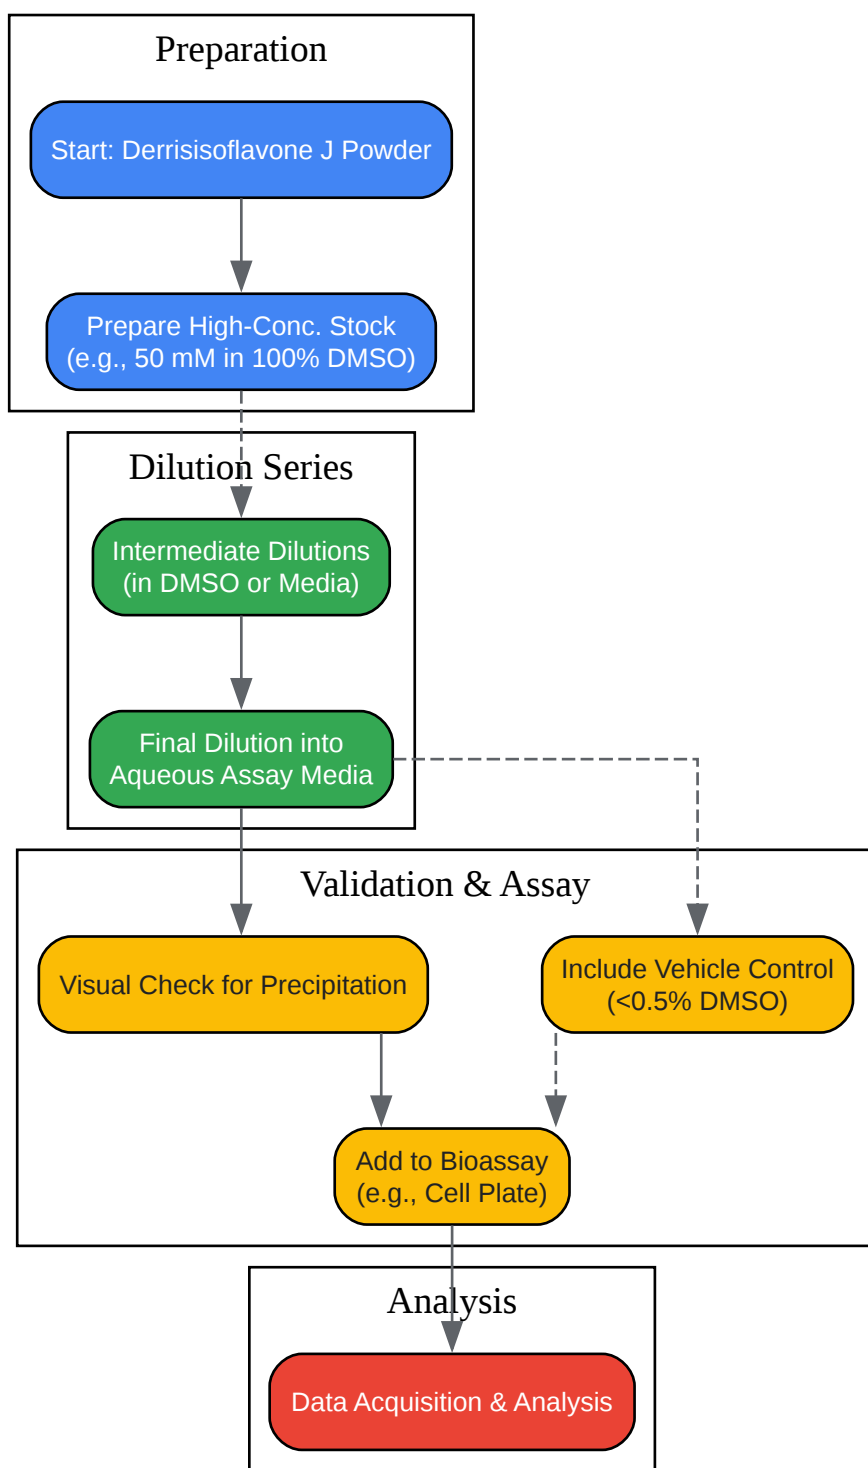 Preparation
Start: Derrisisoflavone J Powder
Prepare High-Conc. Stock
(e.g., 50 mM in 100% DMSO)
Dilution Series
Intermediate Dilutions
(in DMSO or Media)
Final Dilution into
Aqueous Assay Media
Validation & Assay
Visual Check for Precipitation
Include Vehicle Control
(<0.5% DMSO)
Add to Bioassay
(e.g., Cell Plate)
Analysis
Data Acquisition & Analysis